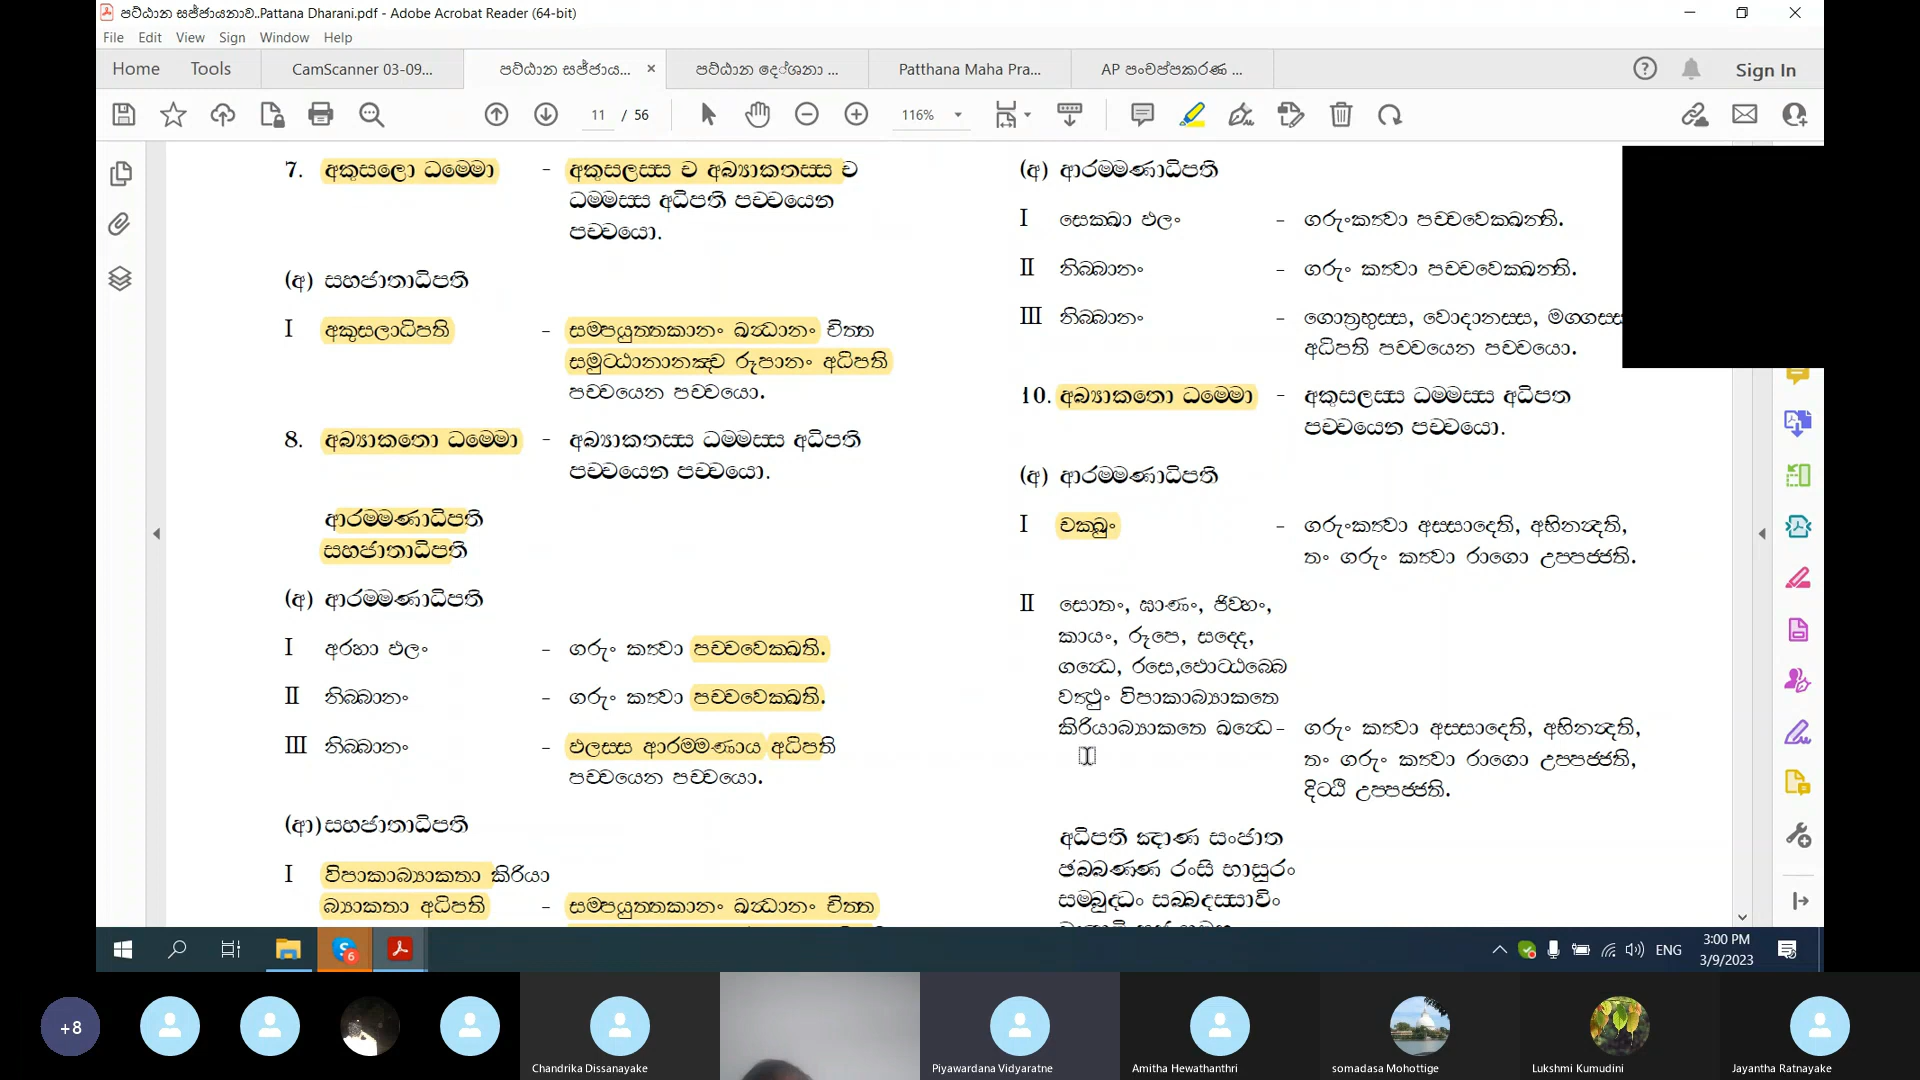 පට්ඨාන සජ්ඣායනාව..Pattana Dharani.pdf - Adobe Acrobat Reader (64-bit)
File Edit View Sign Window Help
Home Tools CamScanner 03-09... පට්ඨාන සජ්ඣාය... × පට්ඨාන දේශනා ... Patthana Maha Pra... AP පංචප්පකරණ ... Sign In
11 / 56 116%
7. අකුසලො ධම්මො - අකුසලස්ස ච අබ්‍යාකතස්ස ච
ධම්මස්ස අධිපති පච්චයෙන
පච්චයො.
(අ) සහජාතාධිපති
I අකුසලාධිපති - සම්පයුත්තකානං ඛන්ධානං චිත්ත
සමුට්ඨානානඤ්ච රූපානං අධිපති
පච්චයෙන පච්චයො.
8. අබ්‍යාකතො ධම්මො - අබ්‍යාකතස්ස ධම්මස්ස අධිපති
පච්චයෙන පච්චයො.
ආරම්මණාධිපති
සහජාතාධිපති
(අ) ආරම්මණාධිපති
I අරහා ඵලං - ගරුං කත්වා පච්චවෙක්ඛති.
II නිබ්බානං - ගරුං කත්වා පච්චවෙක්ඛති.
III නිබ්බානං - ඵලස්ස ආරම්මණාය අධිපති
පච්චයෙන පච්චයො.
(ආ) සහජාතාධිපති
I විපාකාබ්‍යාකතා කිරියා
බ්‍යාකතා අධිපති - සම්පයුත්තකානං ඛන්ධානං චිත්ත
(අ) ආරම්මණාධිපති
I සෙක්ඛා ඵලං - ගරුංකත්වා පච්චවෙක්ඛන්ති.
II නිබ්බානං - ගරුං කත්වා පච්චවෙක්ඛන්ති.
III නිබ්බානං - ගොත්‍රභුස්ස, වොදානස්ස, මග්ගස්ස
අධිපති පච්චයෙන පච්චයො.
10. අබ්‍යාකතො ධම්මො - අකුසලස්ස ධම්මස්ස අධිපත
පච්චයෙන පච්චයො.
(අ) ආරම්මණාධිපති
I චක්ඛුං - ගරුංකත්වා අස්සාදෙති, අභිනන්දති,
තං ගරුං කත්වා රාගො උප්පජ්ජති.
II සොතං, ඝාණං, ජිව්හං,
කායං, රූපෙ, සද්දෙ,
ගන්ධෙ, රසෙ,ඵොට්ඨබ්බෙ
වත්ථුං විපාකාබ්‍යාකතෙ
කිරියාබ්‍යාකතෙ ඛන්ධෙ - ගරුං කත්වා අස්සාදෙති, අභිනන්දති,
තං ගරුං කත්වා රාගො උප්පජ්ජති,
දිට්ඨි උප්පජ්ජති.
අධිපති ඤාණ සංජාත
ඡබ්බණ්ණ රංසි භාසුරං
සම්බුද්ධං සබ්බදස්සාවිං
6 ENG 3:00 PM
3/9/2023
+8
Chandrika Dissanayake Piyawardana Vidyaratne Amitha Hewathanthri somadasa Mohottige Lukshmi Kumudini Jayantha Ratnayake